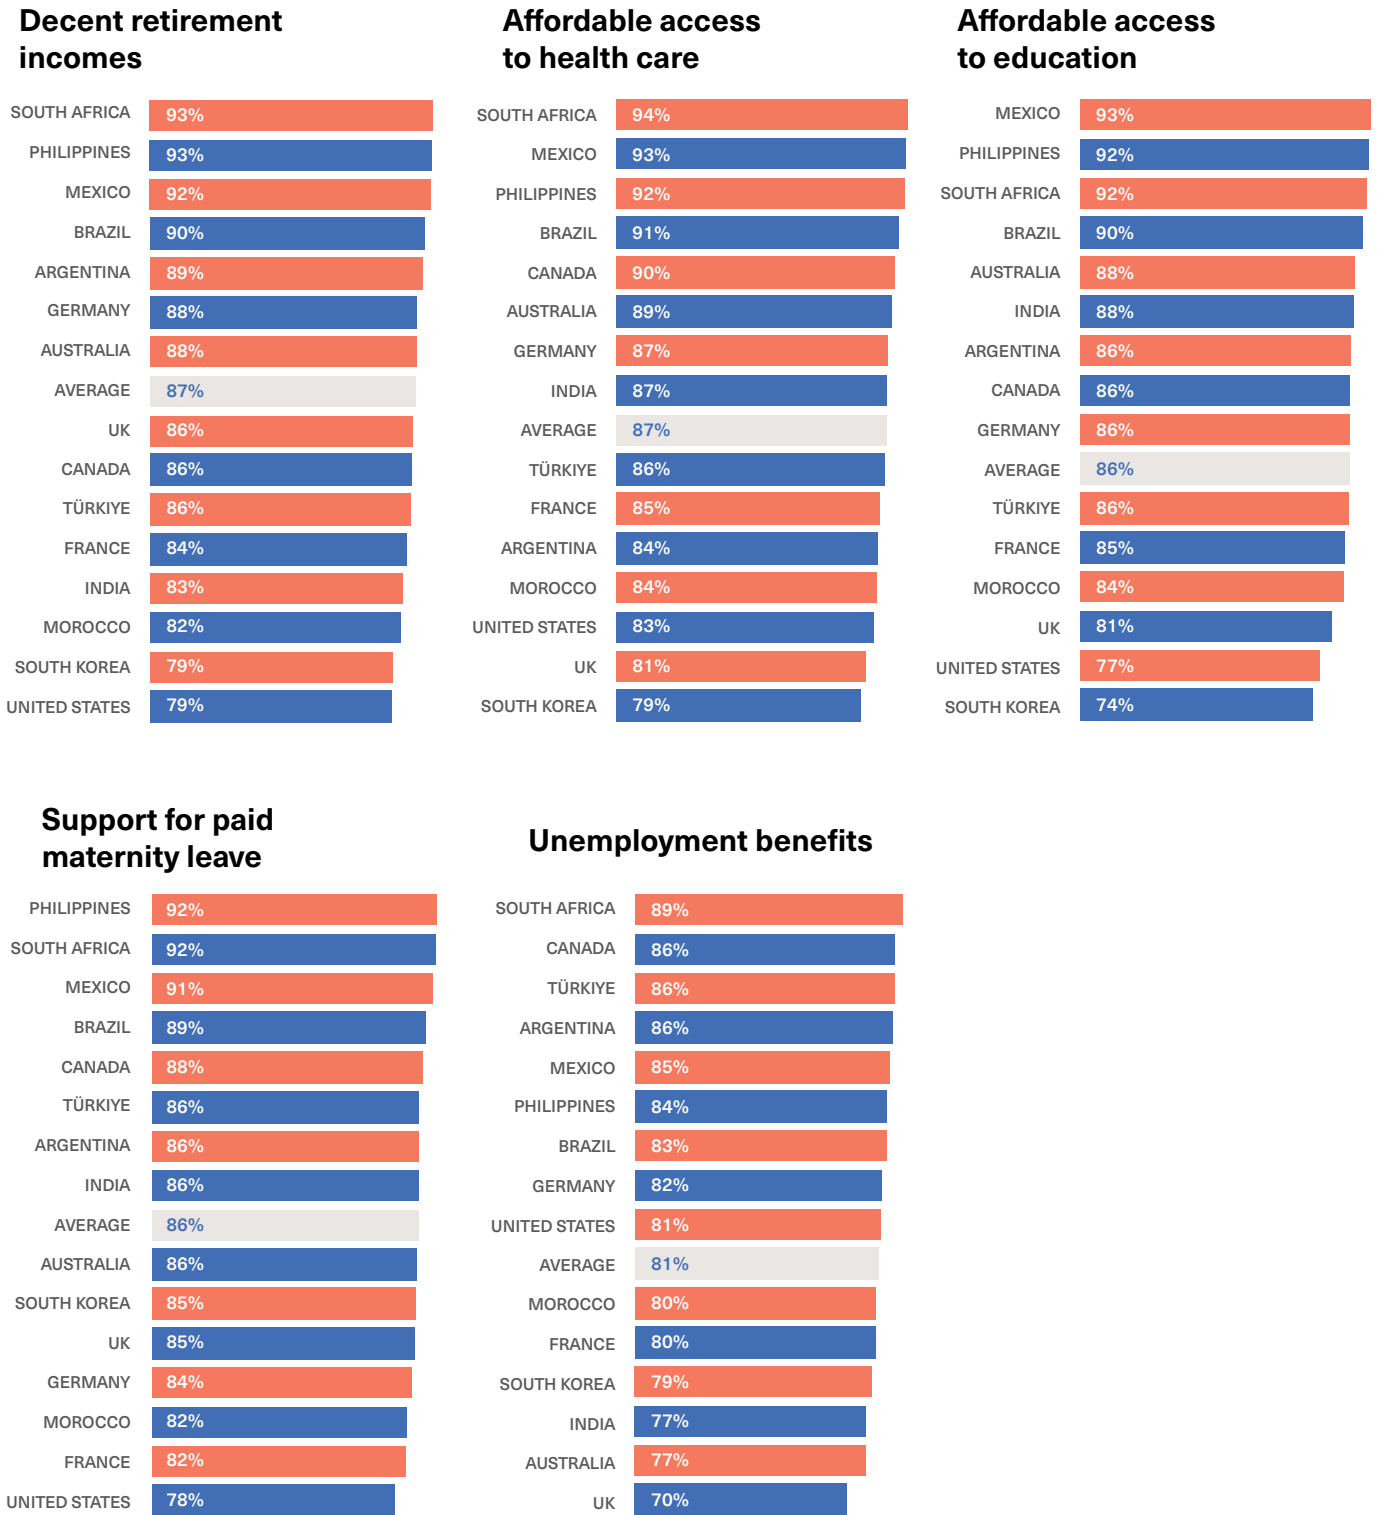 Decent retirement
incomes
SOUTH AFRICA 93%
PHILIPPINES 93%
MEXICO 92%
BRAZIL 90%
ARGENTINA 89%
GERMANY 88%
AUSTRALIA 88%
AVERAGE 87%
UK 86%
CANADA 86%
TÜRKIYE 86%
FRANCE 84%
INDIA 83%
MOROCCO 82%
SOUTH KOREA 79%
UNITED STATES 79%
Affordable access
to health care
SOUTH AFRICA 94%
MEXICO 93%
PHILIPPINES 92%
BRAZIL 91%
CANADA 90%
AUSTRALIA 89%
GERMANY 87%
INDIA 87%
AVERAGE 87%
TÜRKIYE 86%
FRANCE 85%
ARGENTINA 84%
MOROCCO 84%
UNITED STATES 83%
UK 81%
SOUTH KOREA 79%
Affordable access
to education
MEXICO 93%
PHILIPPINES 92%
SOUTH AFRICA 92%
BRAZIL 90%
AUSTRALIA 88%
INDIA 88%
ARGENTINA 86%
CANADA 86%
GERMANY 86%
AVERAGE 86%
TÜRKIYE 86%
FRANCE 85%
MOROCCO 84%
UK 81%
UNITED STATES 77%
SOUTH KOREA 74%
Support for paid
maternity leave
PHILIPPINES 92%
SOUTH AFRICA 92%
MEXICO 91%
BRAZIL 89%
CANADA 88%
TÜRKIYE 86%
ARGENTINA 86%
INDIA 86%
AVERAGE 86%
AUSTRALIA 86%
SOUTH KOREA 85%
UK 85%
GERMANY 84%
MOROCCO 82%
FRANCE 82%
UNITED STATES 78%
Unemployment benefits
SOUTH AFRICA 89%
CANADA 86%
TÜRKIYE 86%
ARGENTINA 86%
MEXICO 85%
PHILIPPINES 84%
BRAZIL 83%
GERMANY 82%
UNITED STATES 81%
AVERAGE 81%
MOROCCO 80%
FRANCE 80%
SOUTH KOREA 79%
INDIA 77%
AUSTRALIA 77%
UK 70%